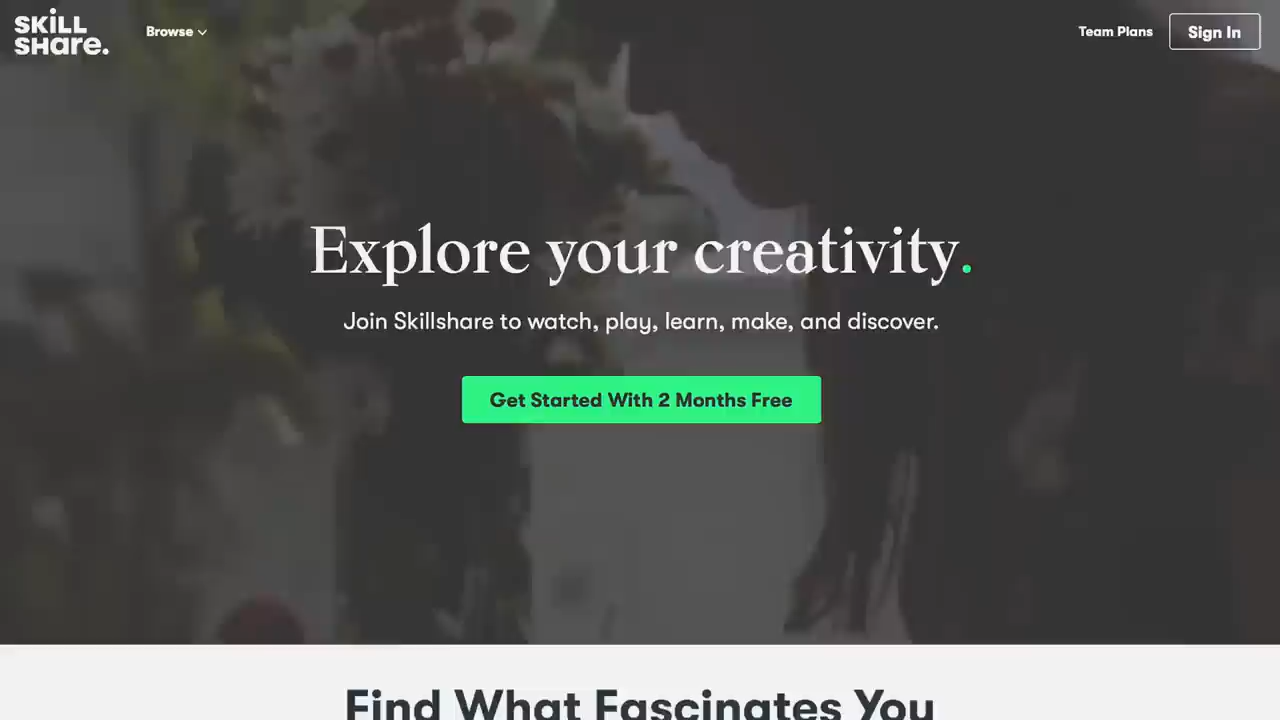 SKILL
SHare.
Browse
Team Plans
Sign In
Explore your creativity.
Join Skillshare to watch, play, learn, make, and discover.
Get Started With 2 Months Free
Find What Fascinates You